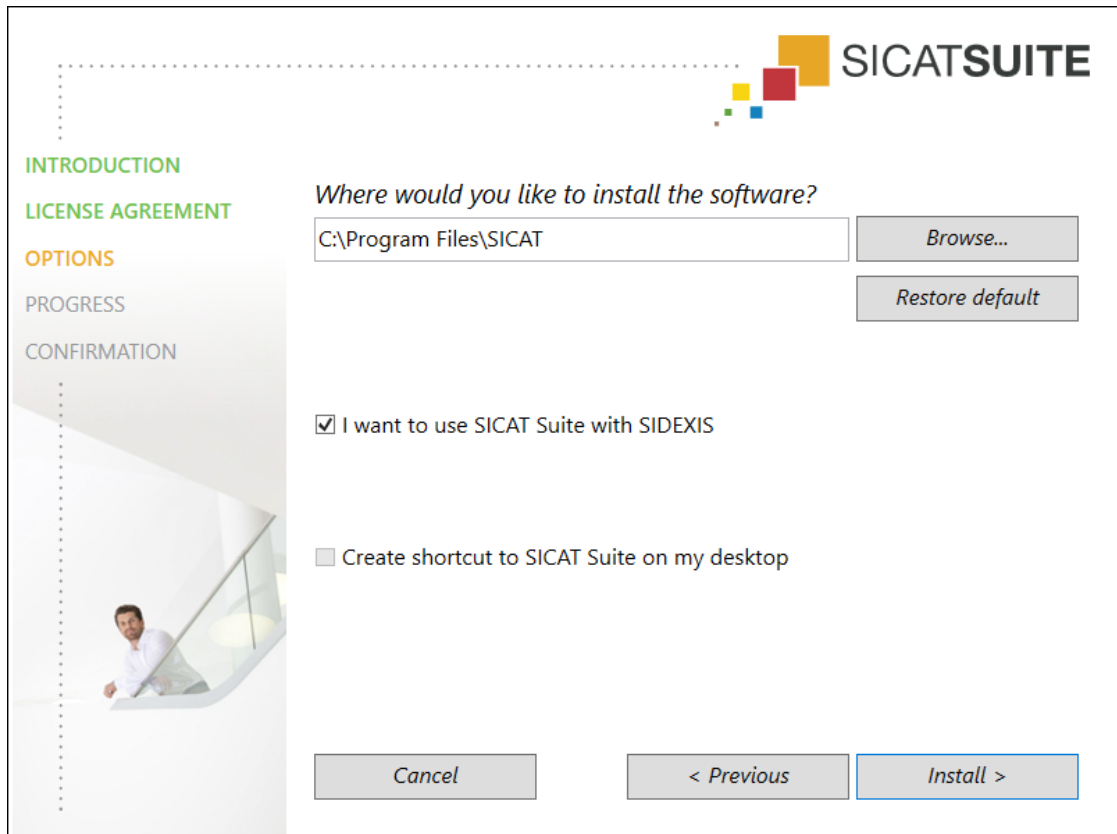 SICATSUITE
INTRODUCTION
LICENSE AGREEMENT
OPTIONS
PROGRESS
CONFIRMATION
Where would you like to install the software?
C:\Program Files\SICAT
Browse...
Restore default
I want to use SICAT Suite with SIDEXIS
Create shortcut to SICAT Suite on my desktop
Cancel
< Previous
Install >